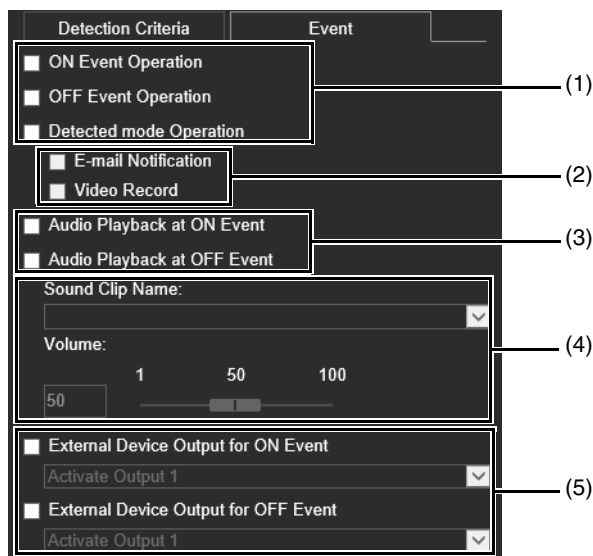 Detection Criteria Event
ON Event Operation
(1)
OFF Event Operation
Detected mode Operation
E-mail Notification
(2)
Video Record
Audio Playback at ON Event
(3)
Audio Playback at OFF Event
Sound Clip Name:
Volume:
(4)
1 50 100
50
External Device Output for ON Event
Activate Output 1
(5)
External Device Output for OFF Event
Activate Output 1